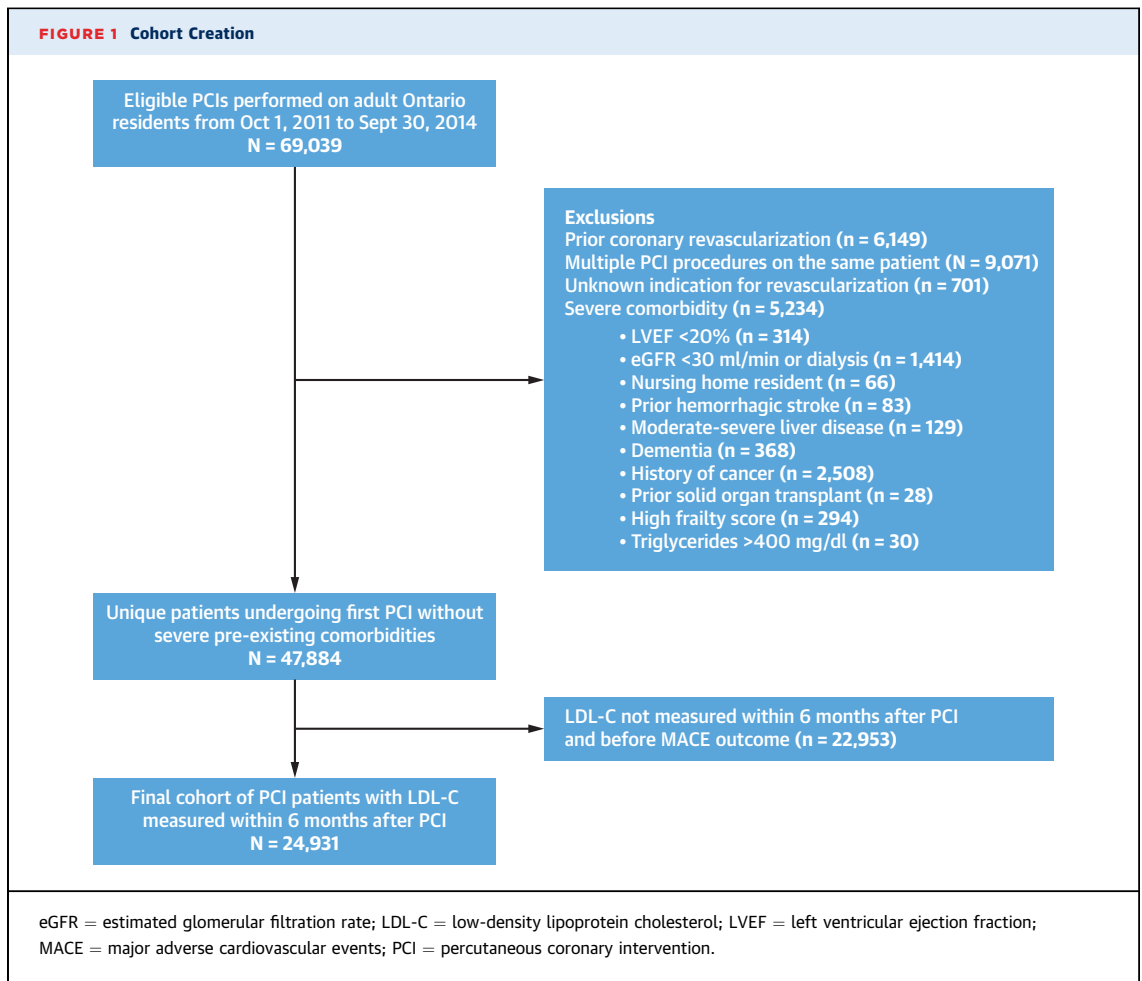 FIGURE 1 Cohort Creation
Eligible PCIs performed on adult Ontario
residents from Oct 1, 2011 to Sept 30, 2014
N = 69,039
Exclusions
Prior coronary revascularization (n = 6,149)
Multiple PCI procedures on the same patient (N = 9,071)
Unknown indication for revascularization (n = 701)
Severe comorbidity (n = 5,234)
• LVEF <20% (n = 314)
• eGFR <30 ml/min or dialysis (n = 1,414)
• Nursing home resident (n = 66)
• Prior hemorrhagic stroke (n = 83)
• Moderate-severe liver disease (n = 129)
• Dementia (n = 368)
• History of cancer (n = 2,508)
• Prior solid organ transplant (n = 28)
• High frailty score (n = 294)
• Triglycerides >400 mg/dl (n = 30)
Unique patients undergoing first PCI without
severe pre-existing comorbidities
N = 47,884
LDL-C not measured within 6 months after PCI
and before MACE outcome (n = 22,953)
Final cohort of PCI patients with LDL-C
measured within 6 months after PCI
N = 24,931
eGFR = estimated glomerular filtration rate; LDL-C = low-density lipoprotein cholesterol; LVEF = left ventricular ejection fraction;
MACE = major adverse cardiovascular events; PCI = percutaneous coronary intervention.